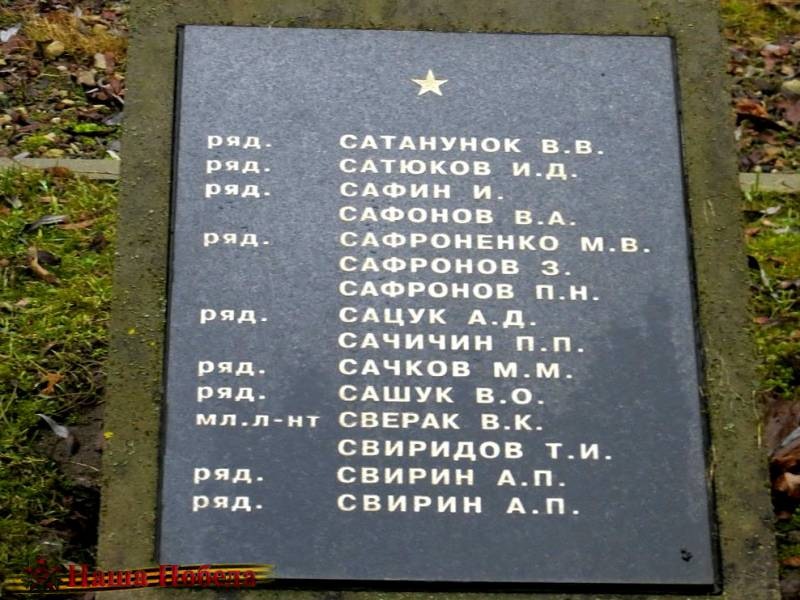 ряд. САТАНУНОК В.В.
ряд. САТЮКОВ И.Д.
ряд. САФИН И.
САФОНОВ В.А.
ряд. САФРОНЕНКО М.В.
САФРОНОВ З.
САФРОНОВ П.Н.
ряд. САЦУК А.Д.
САЧИЧИН П.П.
ряд. САЧКОВ М.М.
ряд. САШУК В.О.
мл.л-нт СВЕРАК В.К.
СВИРИДОВ Т.И.
ряд. СВИРИН А.П.
ряд. СВИРИН А.П.
Наша Победа